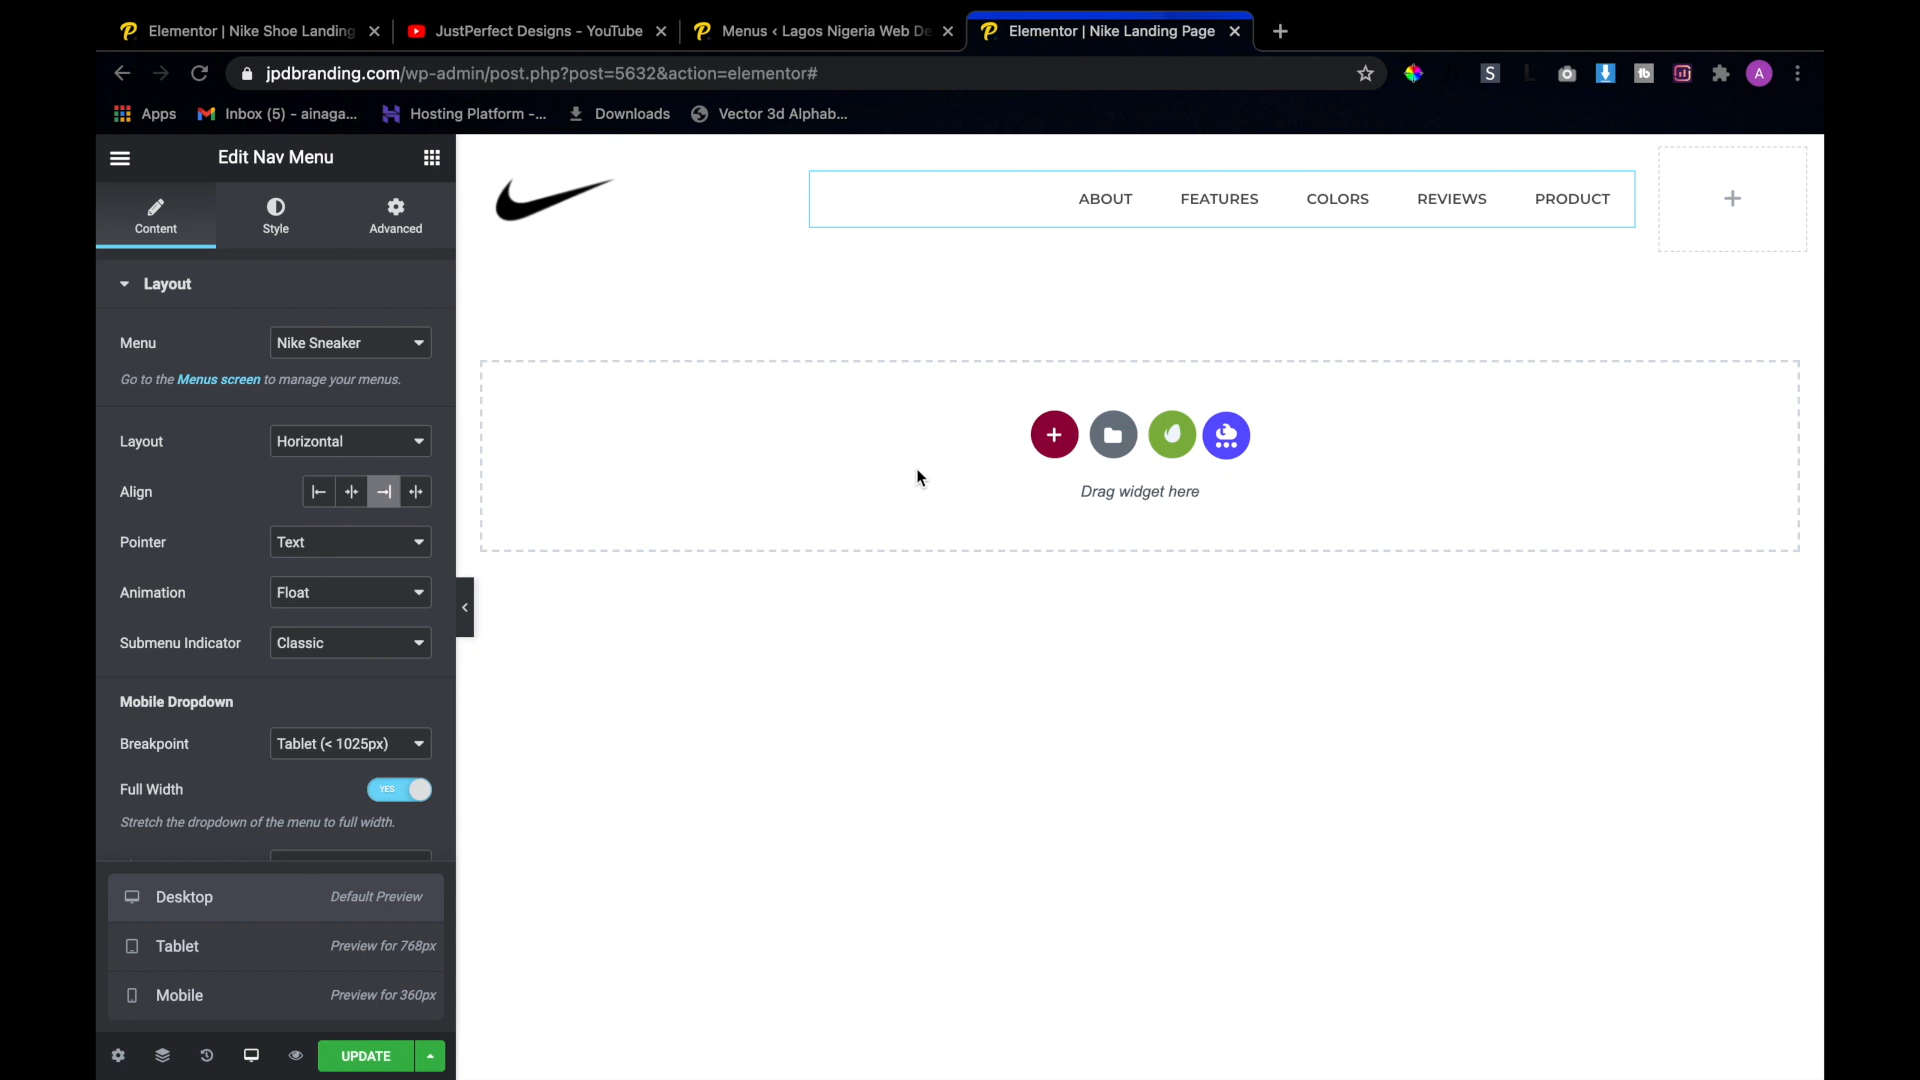 Elementor | Nike Shoe Landing
JustPerfect Designs - YouTube
Menus ‹ Lagos Nigeria Web De
Elementor | Nike Landing Page
jpdbranding.com/wp-admin/post.php?post=5632&action=elementor#
S
L
tb
A
Apps
Inbox (5) - ainaga...
Hosting Platform -...
Downloads
Vector 3d Alphab...
Edit Nav Menu
Content
Style
Advanced
Layout
Menu
Nike Sneaker
Go to the Menus screen to manage your menus.
Layout
Horizontal
Align
Pointer
Text
Animation
Float
Submenu Indicator
Classic
Mobile Dropdown
Breakpoint
Tablet (< 1025px)
Full Width
YES
Stretch the dropdown of the menu to full width.
Desktop
Default Preview
Tablet
Preview for 768px
Mobile
Preview for 360px
UPDATE
ABOUT
FEATURES
COLORS
REVIEWS
PRODUCT
Drag widget here